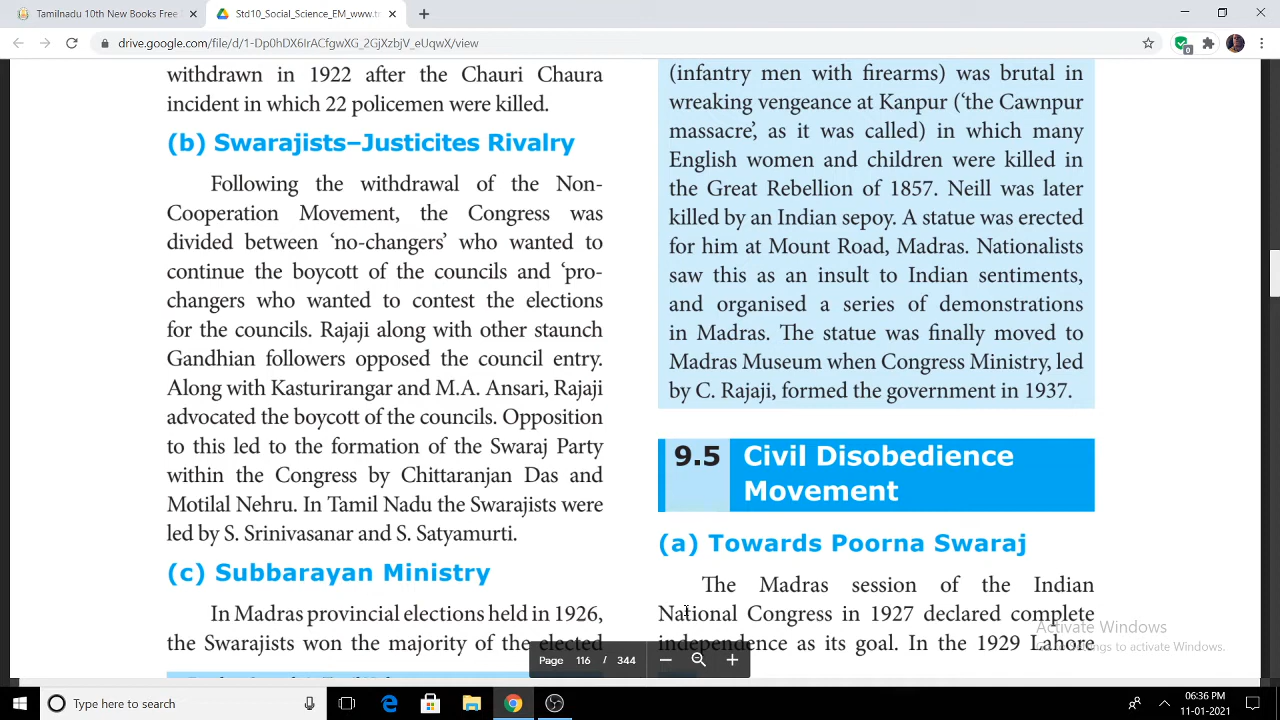 Tamilnadu 10th New Books Free
Std10_Social_Science_EM_www.t
drive.google.com/file/d/1-Dp0hDX6IrACfgwXG_2GjXzbjV_eUqwX/view
0
withdrawn in 1922 after the Chauri Chaura
incident in which 22 policemen were killed.
(b) Swarajists–Justicites Rivalry
Following the withdrawal of the Non-
Cooperation Movement, the Congress was
divided between ‘no-changers’ who wanted to
continue the boycott of the councils and ‘pro-
changers who wanted to contest the elections
for the councils. Rajaji along with other staunch
Gandhian followers opposed the council entry.
Along with Kasturirangar and M.A. Ansari, Rajaji
advocated the boycott of the councils. Opposition
to this led to the formation of the Swaraj Party
within the Congress by Chittaranjan Das and
Motilal Nehru. In Tamil Nadu the Swarajists were
led by S. Srinivasanar and S. Satyamurti.
(c) Subbarayan Ministry
In Madras provincial elections held in 1926,
the Swarajists won the majority of the elected
(infantry men with firearms) was brutal in
wreaking vengeance at Kanpur (‘the Cawnpur
massacre’, as it was called) in which many
English women and children were killed in
the Great Rebellion of 1857. Neill was later
killed by an Indian sepoy. A statue was erected
for him at Mount Road, Madras. Nationalists
saw this as an insult to Indian sentiments,
and organised a series of demonstrations
in Madras. The statue was finally moved to
Madras Museum when Congress Ministry, led
by C. Rajaji, formed the government in 1937.
9.5 Civil Disobedience
Movement
(a) Towards Poorna Swaraj
The Madras session of the Indian
National Congress in 1927 declared complete
independence as its goal. In the 1929 Lahore
Activate Windows
Go to Settings to activate Windows.
Page 116 / 344
Type here to search
06:36 PM
11-01-2021